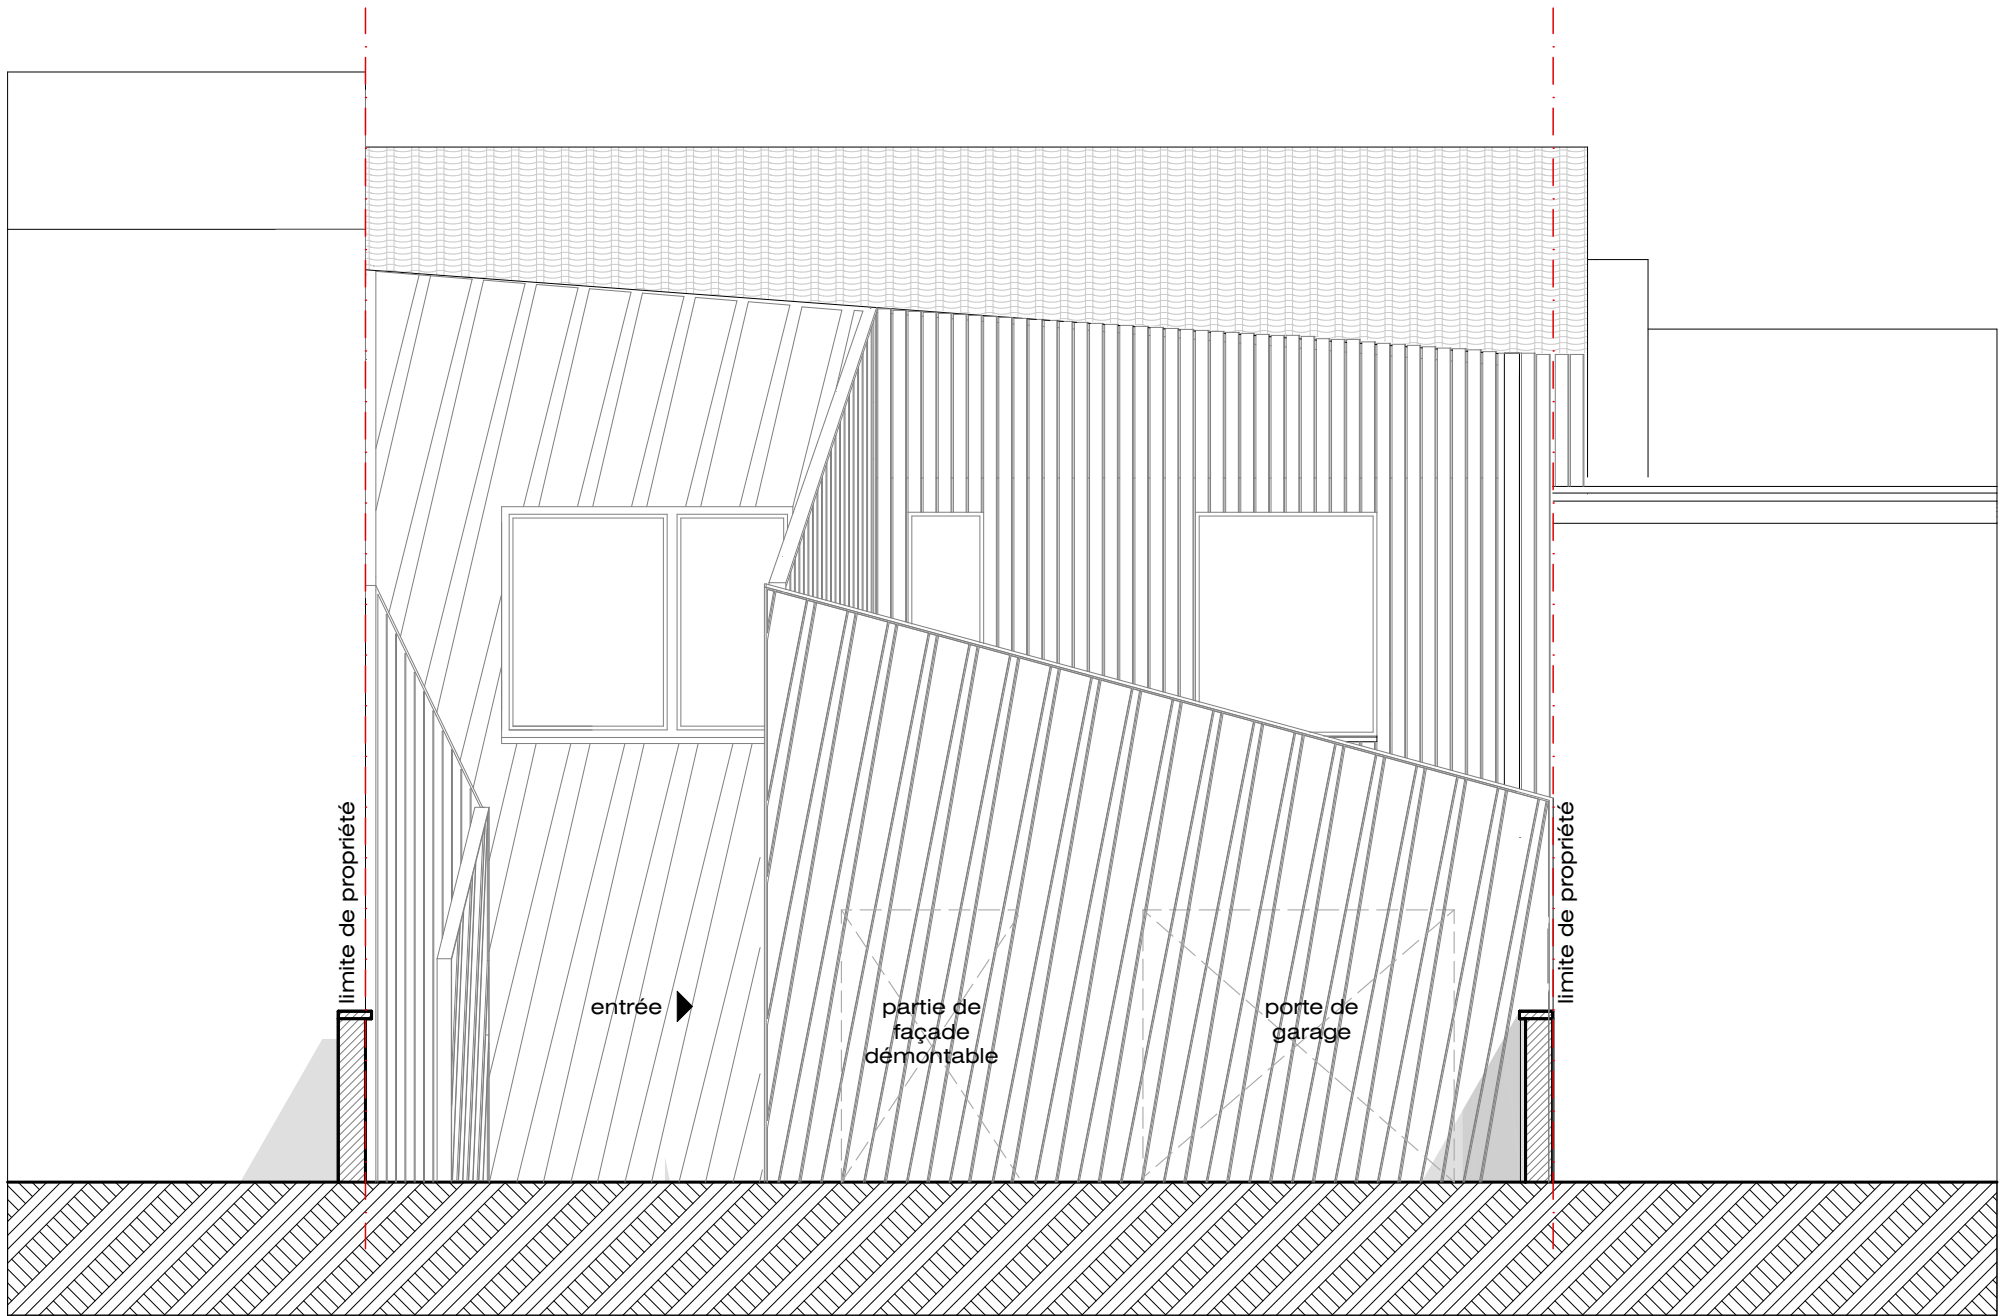 limite de propriété
entrée
partie de
façade
démontable
porte de
garage
limite de propriété